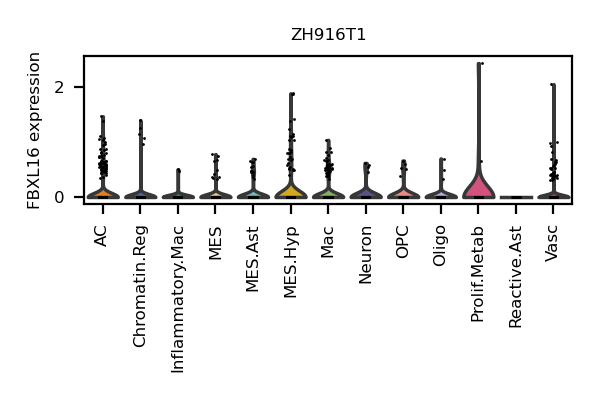 ZH916T1
FBXL16 expression
2
0
AC
Chromatin.Reg
Inflammatory.Mac
MES
MES.Ast
MES.Hyp
Mac
Neuron
OPC
Oligo
Prolif.Metab
Reactive.Ast
Vasc